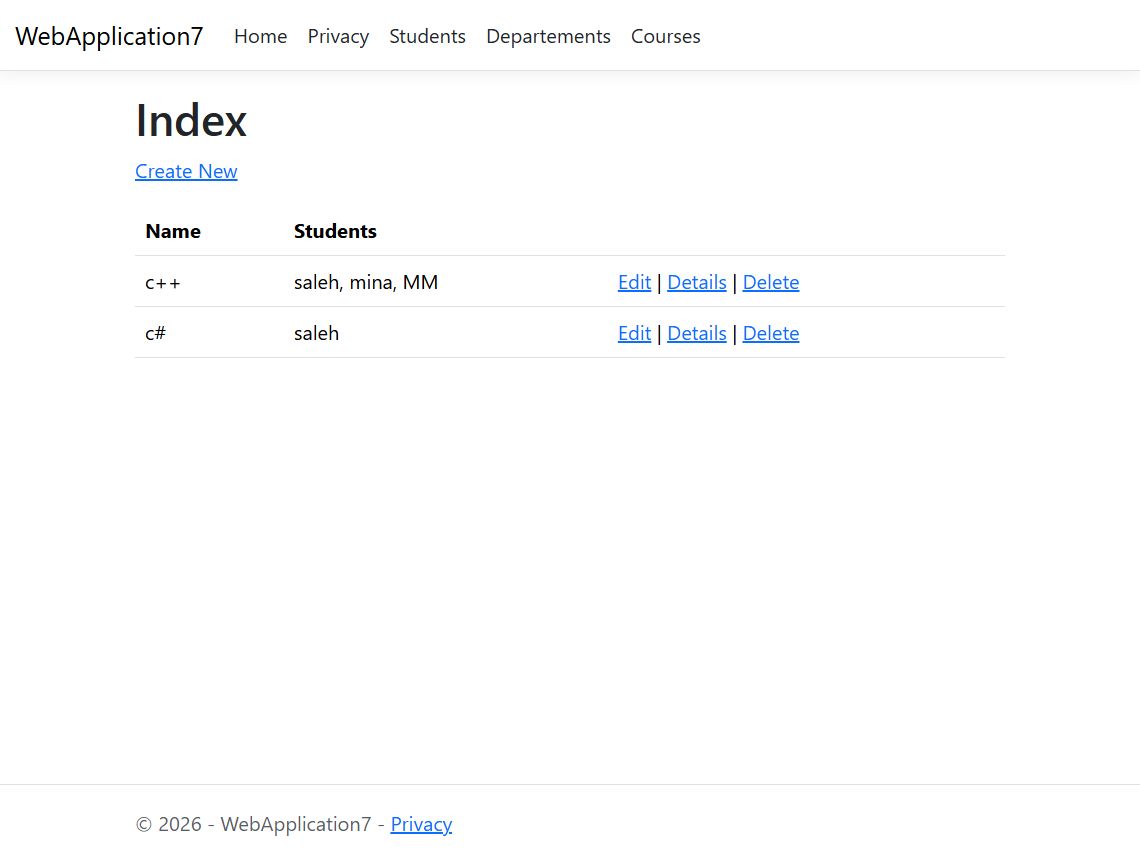 WebApplication7 Home Privacy Students Departements Courses
Index
Create New
Name Students
c++ saleh, mina, MM Edit | Details | Delete
c# saleh Edit | Details | Delete
© 2026 - WebApplication7 - Privacy